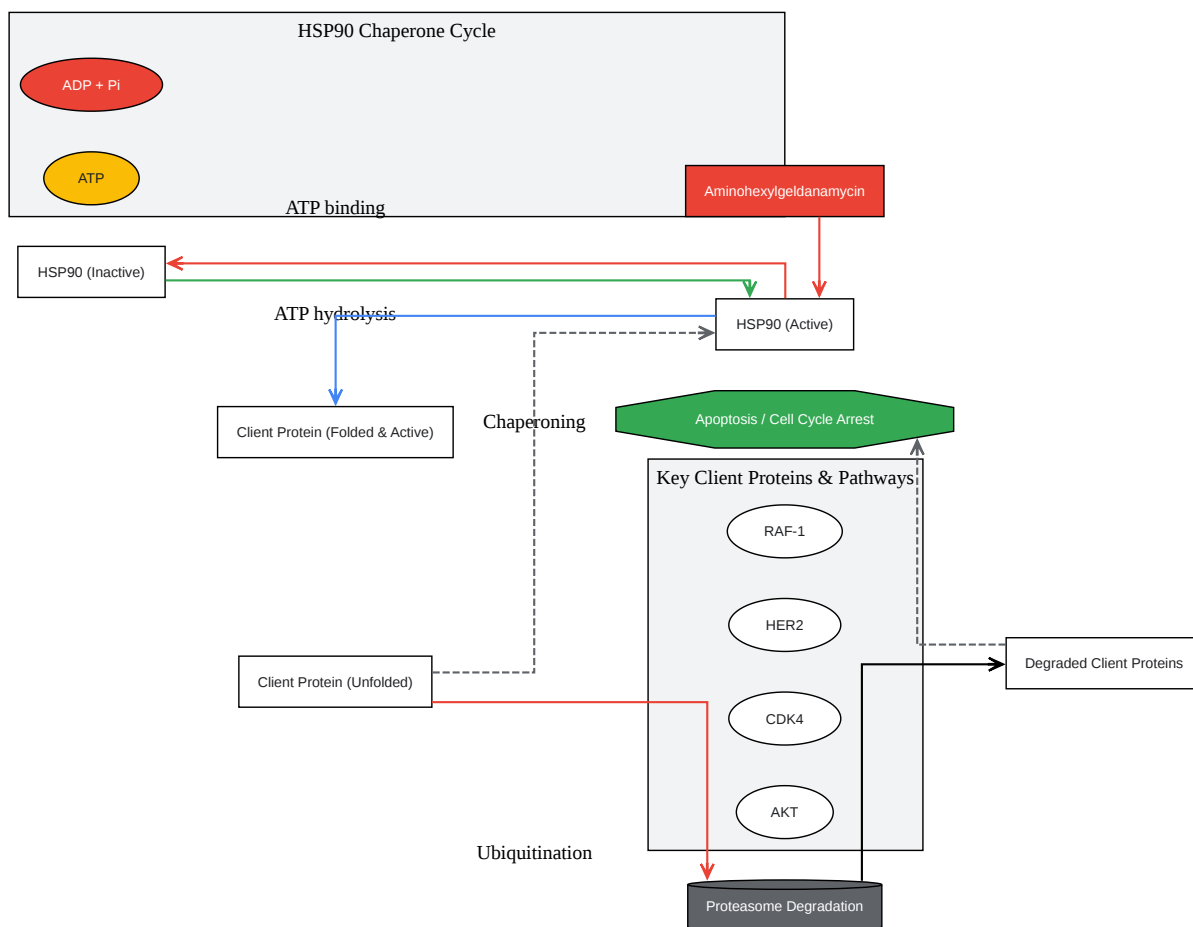 HSP90 Chaperone Cycle
ADP + Pi
ATP
Aminohexylgeldanamycin
ATP binding
HSP90 (Inactive)
ATP hydrolysis
HSP90 (Active)
Client Protein (Folded & Active)
Chaperoning
Apoptosis / Cell Cycle Arrest
Key Client Proteins & Pathways
RAF-1
HER2
Client Protein (Unfolded)
Degraded Client Proteins
CDK4
AKT
Ubiquitination
Proteasome Degradation